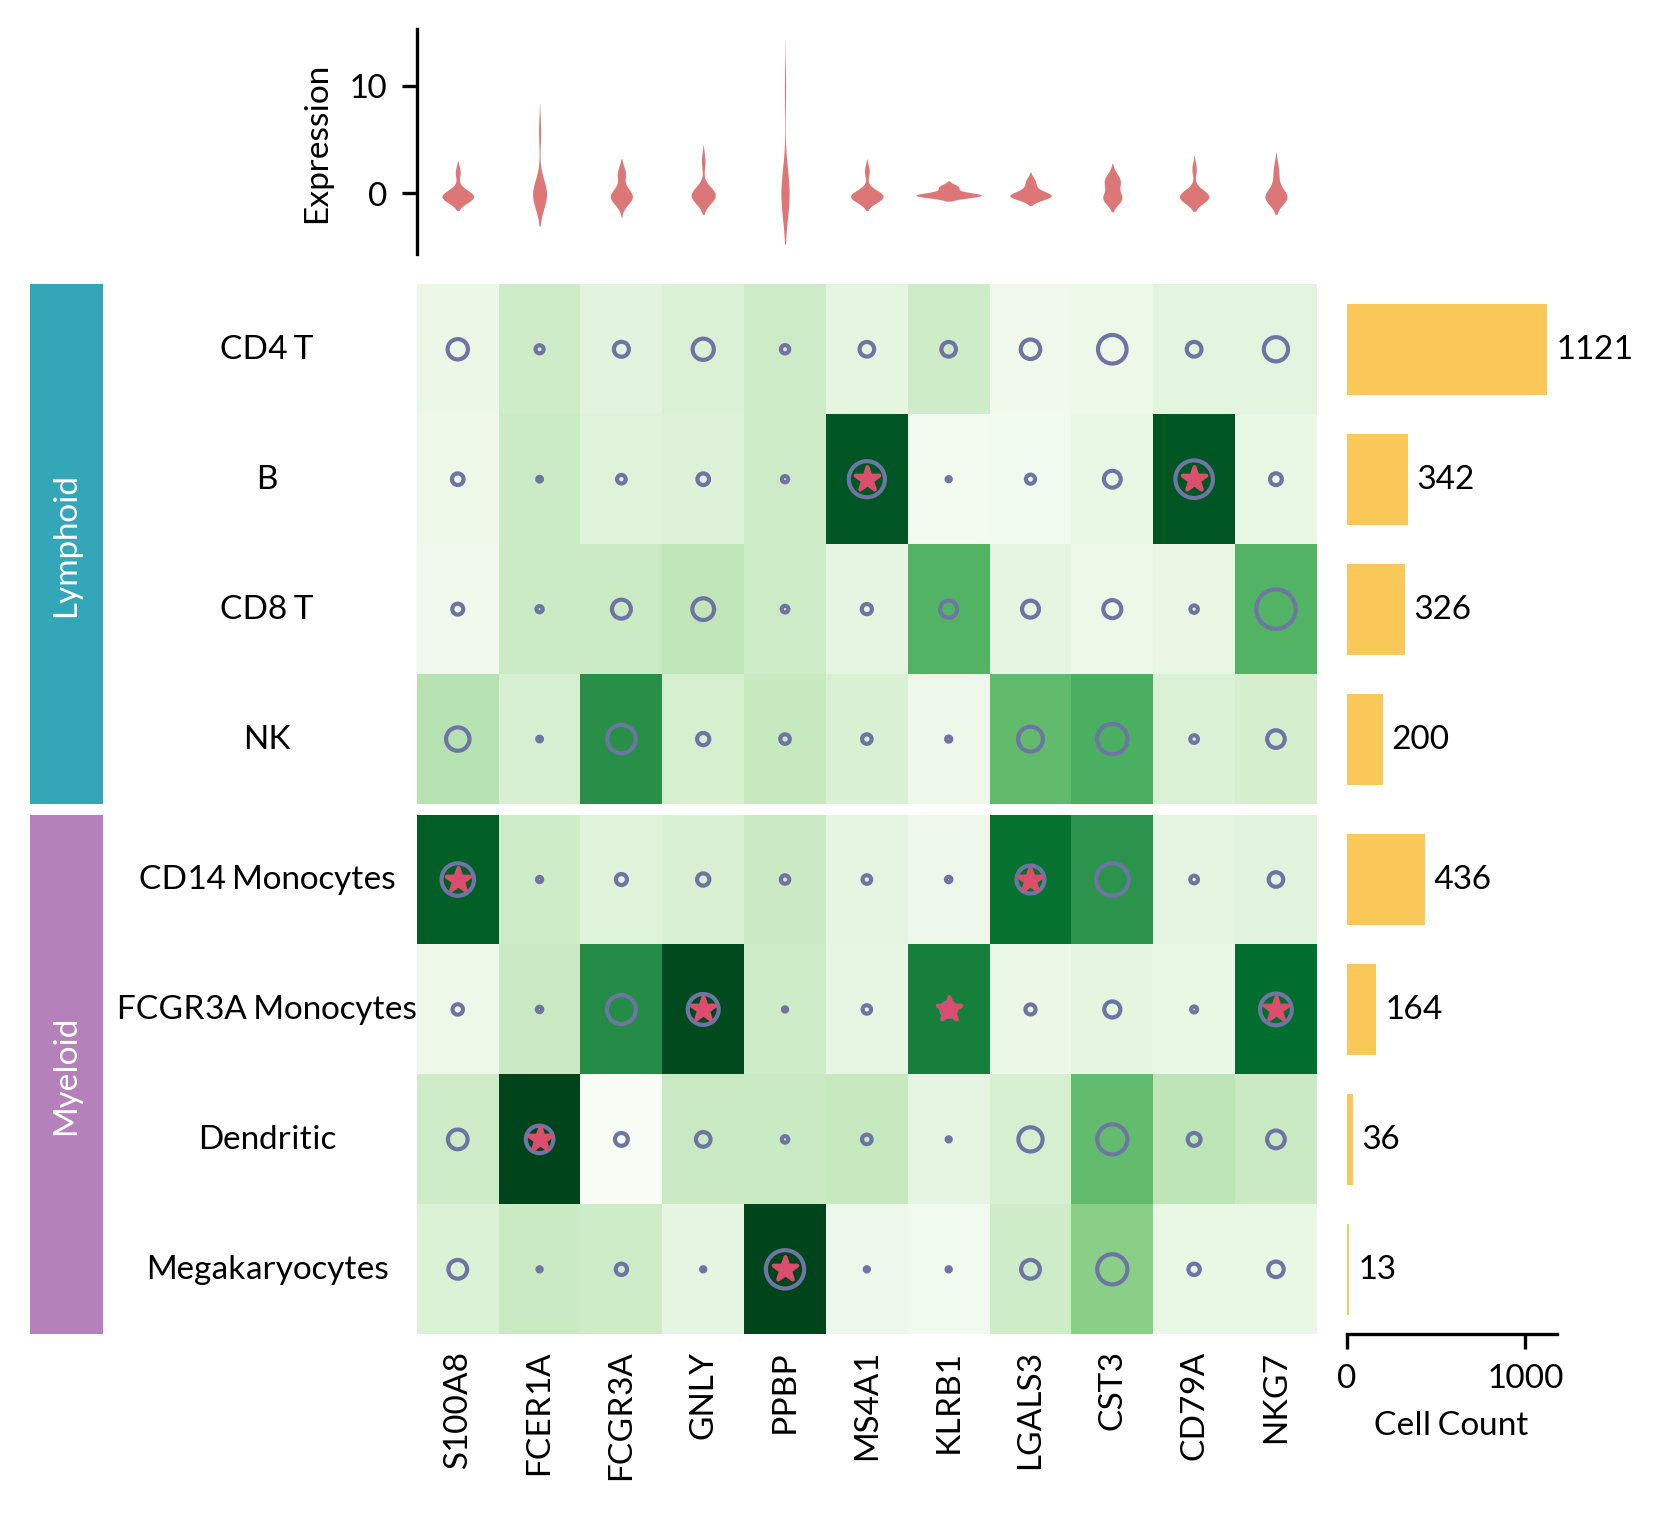 Expression
10
0
Lymphoid
CD4 T
1121
B
342
CD8 T
326
NK
200
Myeloid
CD14 Monocytes
436
FCGR3A Monocytes
164
Dendritic
36
Megakaryocytes
13
S100A8
FCER1A
FCGR3A
GNLY
PPBP
MS4A1
KLRB1
LGALS3
CST3
CD79A
NKG7
0
1000
Cell Count